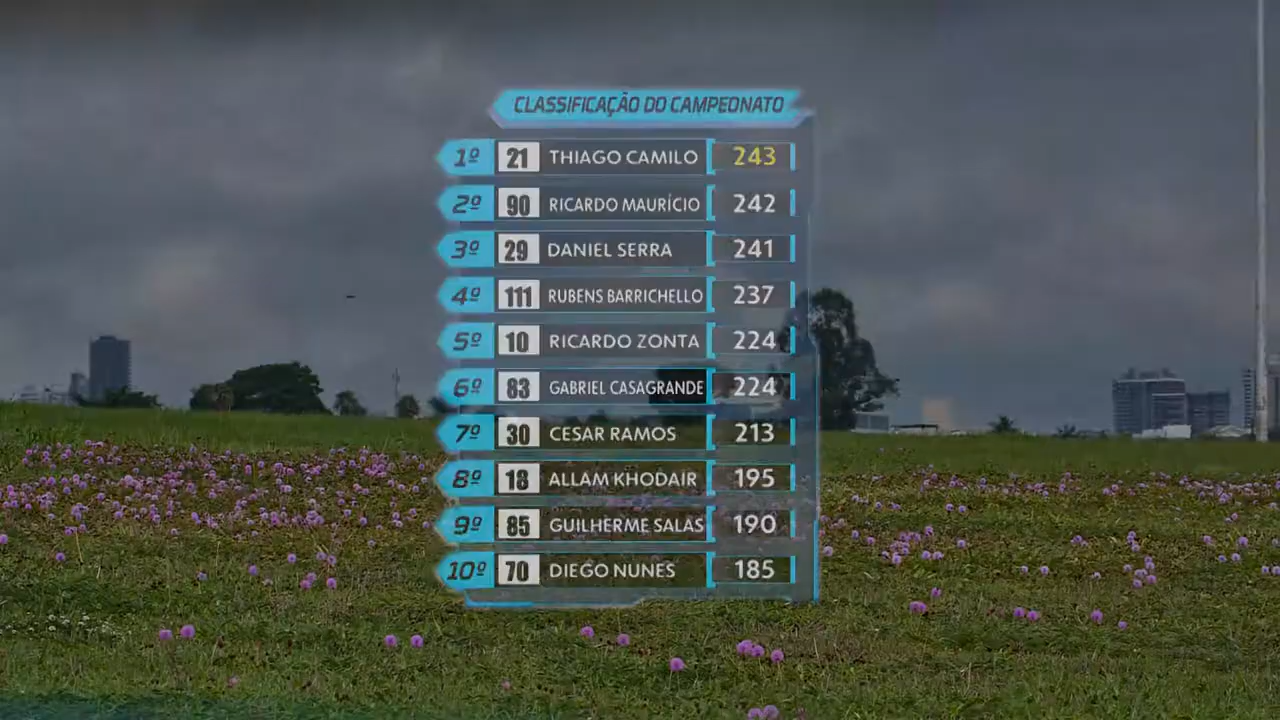 CLASSIFICAÇÃO DO CAMPEONATO
1º 21 THIAGO CAMILO 243
2º 90 RICARDO MAURÍCIO 242
3º 29 DANIEL SERRA 241
4º 111 RUBENS BARRICHELLO 237
5º 10 RICARDO ZONTA 224
6º 83 GABRIEL CASAGRANDE 224
7º 30 CESAR RAMOS 213
8º 18 ALLAM KHODAIR 195
9º 85 GUILHERME SALAS 190
10º 70 DIEGO NUNES 185